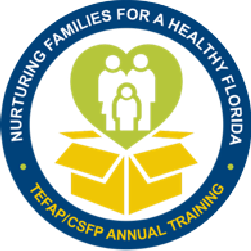 NURTURING FAMILIES FOR A HEALTHY FLORIDA
TEFAP/CSFP ANNUAL TRAINING